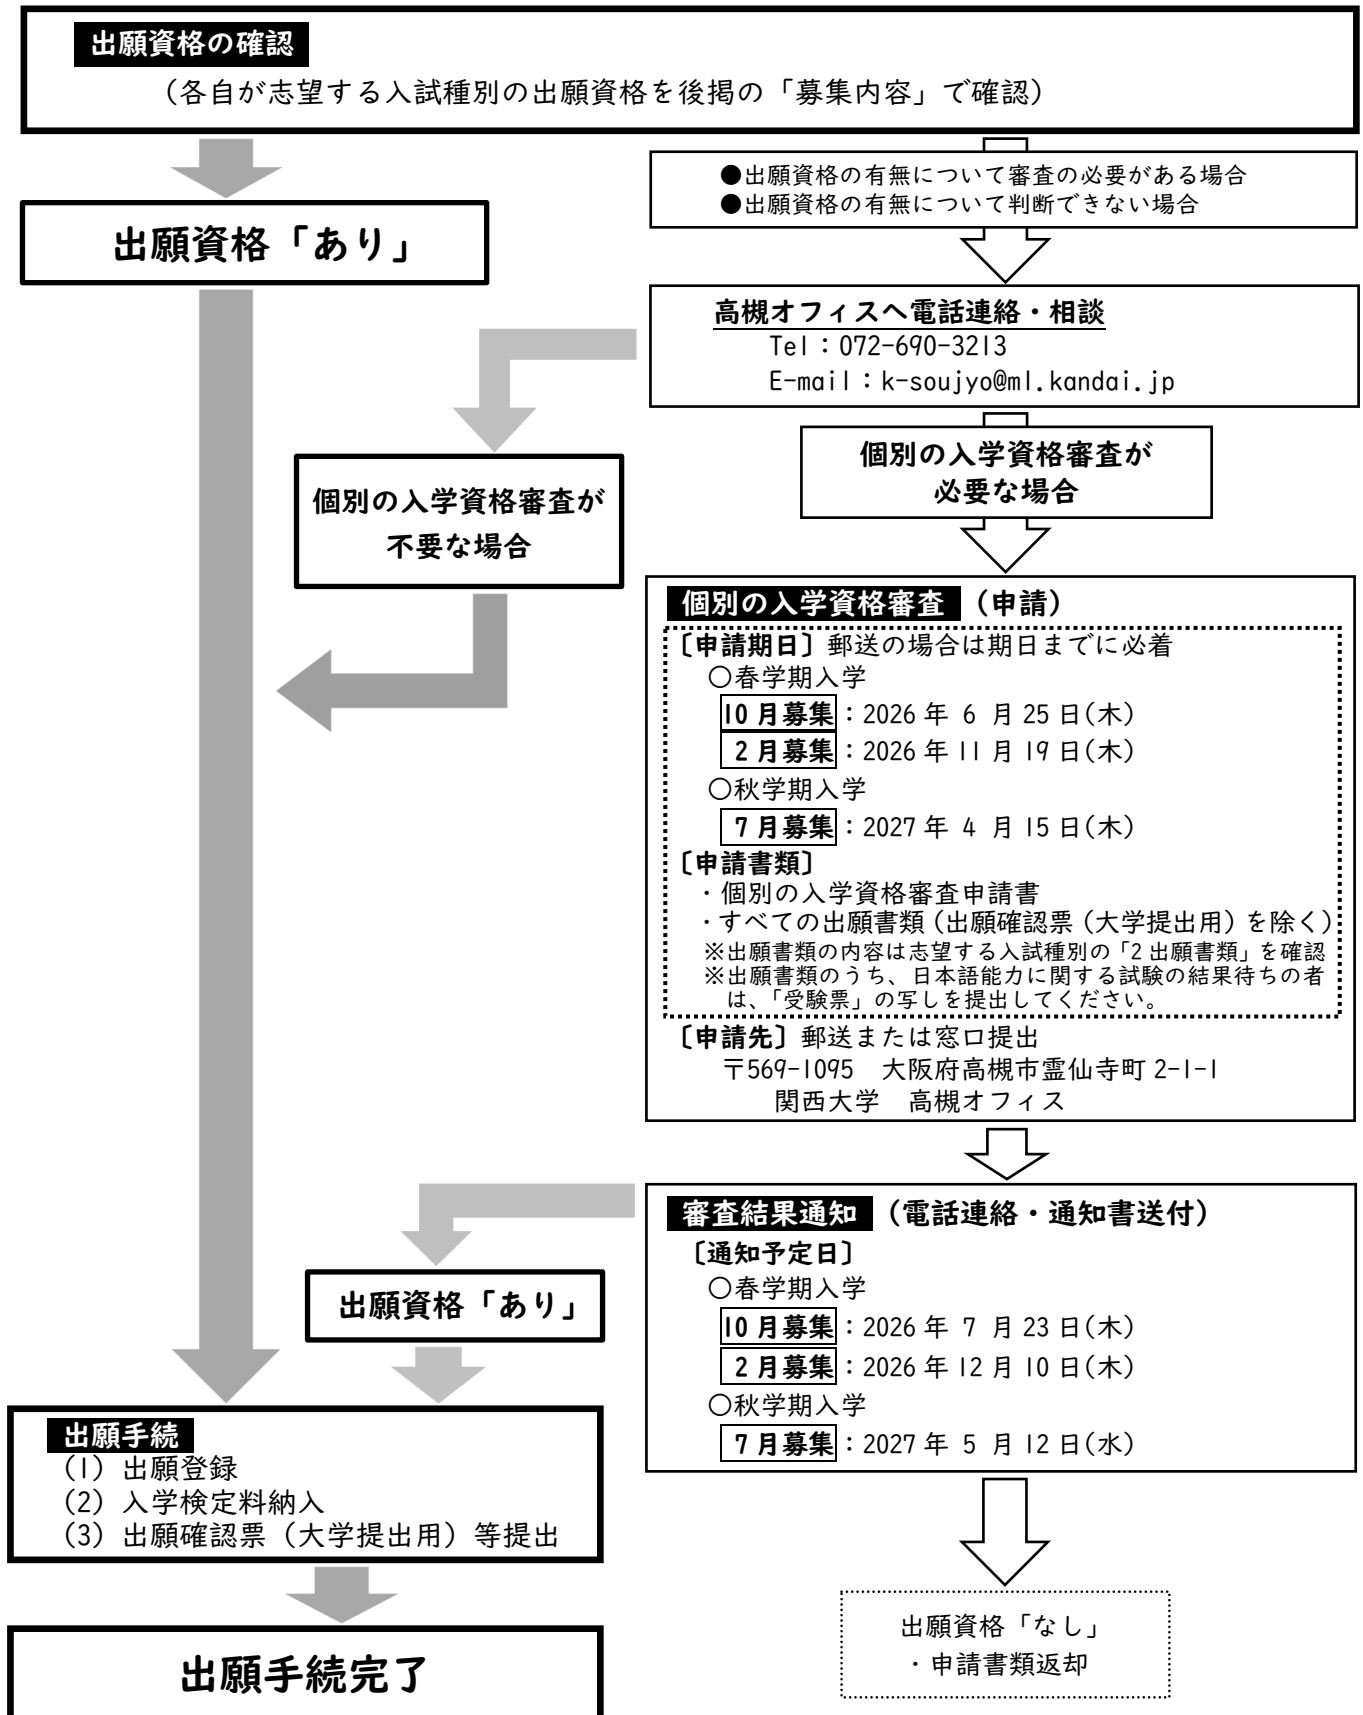 出願資格の確認
（各自が志望する入試種別の出願資格を後掲の「募集内容」で確認）
●出願資格の有無について審査の必要がある場合
●出願資格の有無について判断できない場合
出願資格「あり」
高槻オフィスへ電話連絡・相談
Tel：072-690-3213
E-mail：k-soujyo@ml.kandai.jp
個別の入学資格審査が
不要な場合
個別の入学資格審査が
必要な場合
個別の入学資格審査（申請）
〔申請期日〕郵送の場合は期日までに必着
○春学期入学
10月募集：2026年 6 月25日(木)
2月募集：2026年11月19日(木)
○秋学期入学
7月募集：2027年 4 月15日(木)
〔申請書類〕
・個別の入学資格審査申請書
・すべての出願書類（出願確認票（大学提出用）を除く）
※出願書類の内容は志望する入試種別の「2出願書類」を確認
※出願書類のうち、日本語能力に関する試験の結果待ちの者
は、「受験票」の写しを提出してください。
〔申請先〕郵送または窓口提出
〒569-1095　大阪府高槻市霊仙寺町2-1-1
関西大学　高槻オフィス
審査結果通知（電話連絡・通知書送付）
〔通知予定日〕
○春学期入学
10月募集：2026年 7 月23日(木)
2月募集：2026年12月10日(木)
○秋学期入学
7月募集：2027年 5 月12日(水)
出願資格「あり」
出願手続
(1) 出願登録
(2) 入学検定料納入
(3) 出願確認票（大学提出用）等提出
出願手続完了
出願資格「なし」
・申請書類返却